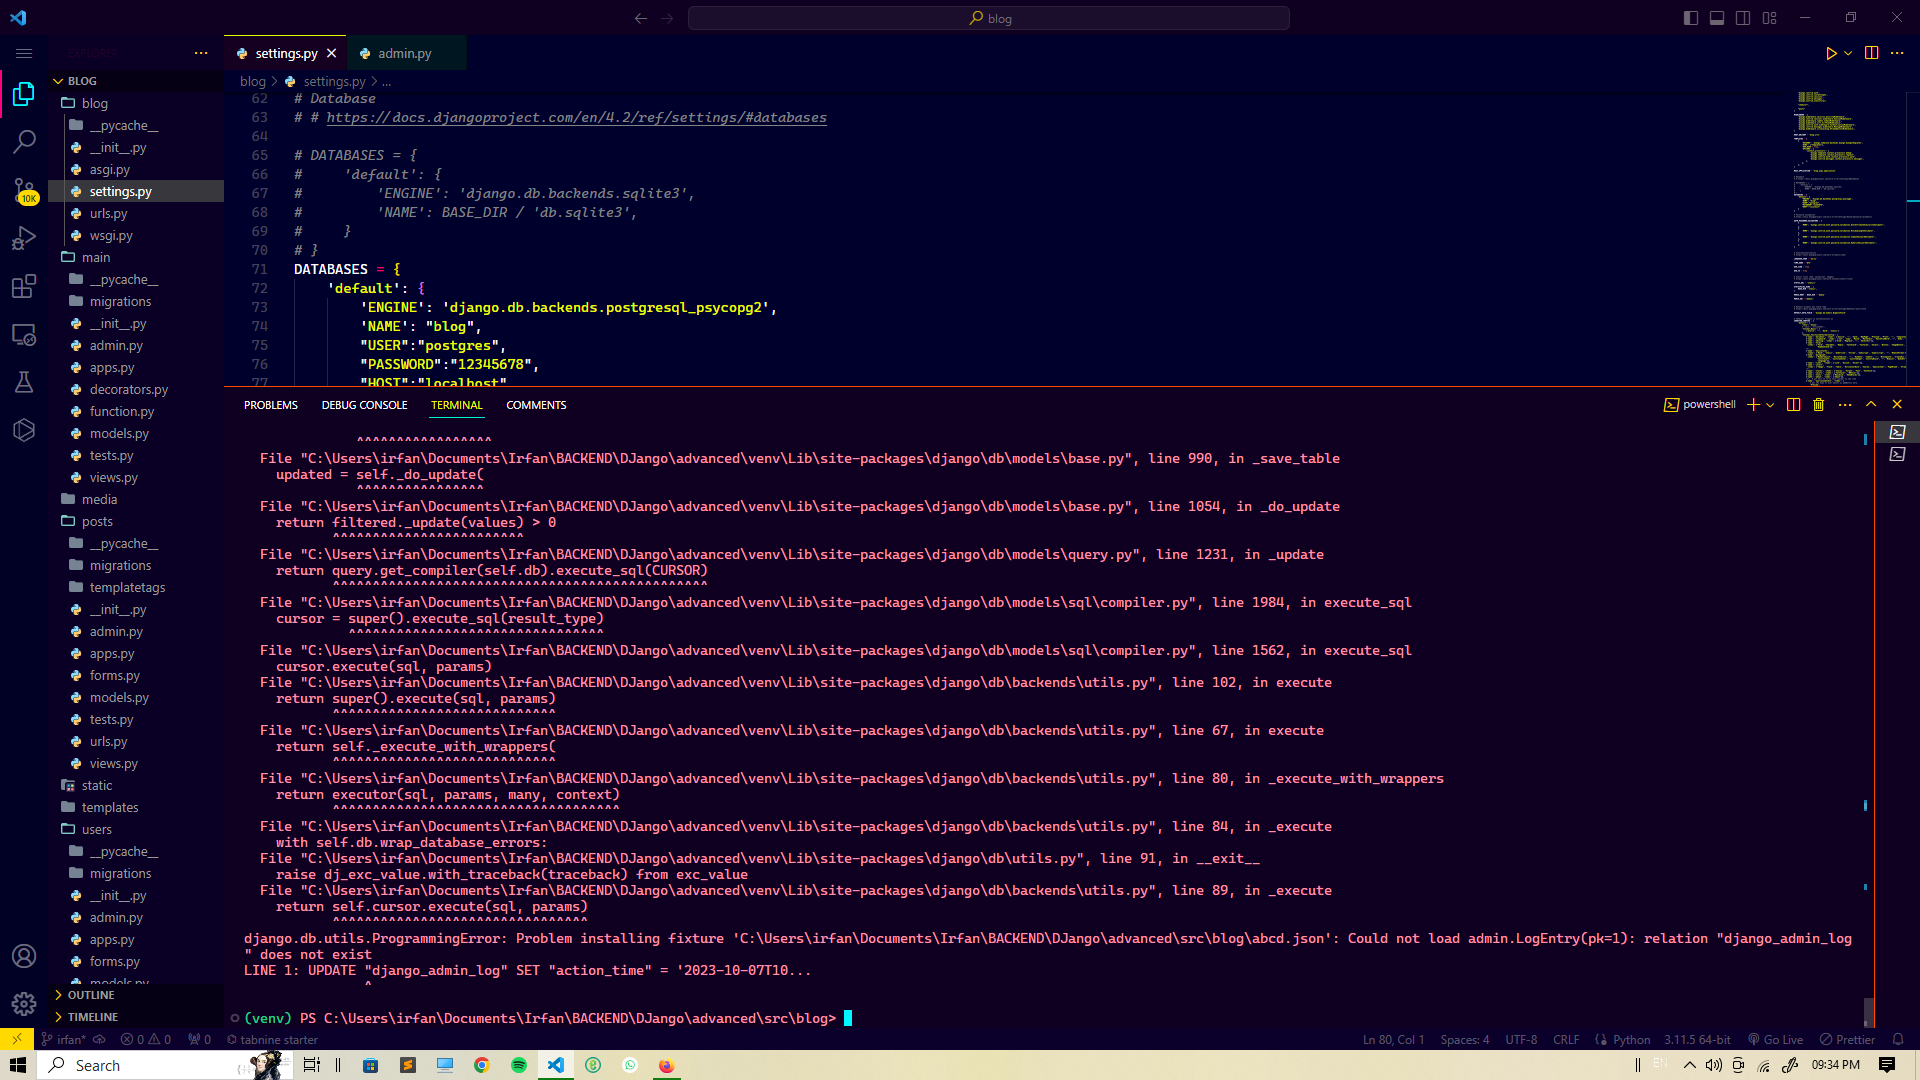 blog
EXPLORER
settings.py
admin.py
BLOG
blog
__pycache__
__init__.py
asgi.py
settings.py
urls.py
wsgi.py
main
__pycache__
migrations
__init__.py
admin.py
apps.py
decorators.py
function.py
models.py
tests.py
views.py
media
posts
__pycache__
migrations
templatetags
__init__.py
admin.py
apps.py
forms.py
models.py
tests.py
urls.py
views.py
static
templates
users
__pycache__
migrations
__init__.py
admin.py
apps.py
forms.py
models.py
OUTLINE
TIMELINE
10K
blog > settings.py > ...
62 # Database
63 # # https://docs.djangoproject.com/en/4.2/ref/settings/#databases
64
65 # DATABASES = {
66 #     'default': {
67 #         'ENGINE': 'django.db.backends.sqlite3',
68 #         'NAME': BASE_DIR / 'db.sqlite3',
69 #     }
70 # }
71 DATABASES = {
72     'default': {
73         'ENGINE': 'django.db.backends.postgresql_psycopg2',
74         'NAME': "blog",
75         "USER":"postgres",
76         "PASSWORD":"12345678",
77         "HOST":"localhost"
PROBLEMS DEBUG CONSOLE TERMINAL COMMENTS
powershell
^^^^^^^^^^^^^^^^^
File "C:\Users\irfan\Documents\Irfan\BACKEND\DJango\advanced\venv\Lib\site-packages\django\db\models\base.py", line 990, in _save_table
updated = self._do_update(
^^^^^^^^^^^^^^^^
File "C:\Users\irfan\Documents\Irfan\BACKEND\DJango\advanced\venv\Lib\site-packages\django\db\models\base.py", line 1054, in _do_update
return filtered._update(values) > 0
^^^^^^^^^^^^^^^^^^^^^^^^
File "C:\Users\irfan\Documents\Irfan\BACKEND\DJango\advanced\venv\Lib\site-packages\django\db\models\query.py", line 1231, in _update
return query.get_compiler(self.db).execute_sql(CURSOR)
^^^^^^^^^^^^^^^^^^^^^^^^^^^^^^^^^^^^^^^^^^^^^^^
File "C:\Users\irfan\Documents\Irfan\BACKEND\DJango\advanced\venv\Lib\site-packages\django\db\models\sql\compiler.py", line 1984, in execute_sql
cursor = super().execute_sql(result_type)
^^^^^^^^^^^^^^^^^^^^^^^^^^^^^^^^
File "C:\Users\irfan\Documents\Irfan\BACKEND\DJango\advanced\venv\Lib\site-packages\django\db\models\sql\compiler.py", line 1562, in execute_sql
cursor.execute(sql, params)
File "C:\Users\irfan\Documents\Irfan\BACKEND\DJango\advanced\venv\Lib\site-packages\django\db\backends\utils.py", line 102, in execute
return super().execute(sql, params)
^^^^^^^^^^^^^^^^^^^^^^^^^^^^
File "C:\Users\irfan\Documents\Irfan\BACKEND\DJango\advanced\venv\Lib\site-packages\django\db\backends\utils.py", line 67, in execute
return self._execute_with_wrappers(
^^^^^^^^^^^^^^^^^^^^^^^^^^^^
File "C:\Users\irfan\Documents\Irfan\BACKEND\DJango\advanced\venv\Lib\site-packages\django\db\backends\utils.py", line 80, in _execute_with_wrappers
return executor(sql, params, many, context)
^^^^^^^^^^^^^^^^^^^^^^^^^^^^^^^^^^^^
File "C:\Users\irfan\Documents\Irfan\BACKEND\DJango\advanced\venv\Lib\site-packages\django\db\backends\utils.py", line 84, in _execute
with self.db.wrap_database_errors:
File "C:\Users\irfan\Documents\Irfan\BACKEND\DJango\advanced\venv\Lib\site-packages\django\db\utils.py", line 91, in __exit__
raise dj_exc_value.with_traceback(traceback) from exc_value
File "C:\Users\irfan\Documents\Irfan\BACKEND\DJango\advanced\venv\Lib\site-packages\django\db\backends\utils.py", line 89, in _execute
return self.cursor.execute(sql, params)
^^^^^^^^^^^^^^^^^^^^^^^^^^^^^^^^
django.db.utils.ProgrammingError: Problem installing fixture 'C:\Users\irfan\Documents\Irfan\BACKEND\DJango\advanced\src\blog\abcd.json': Could not load admin.LogEntry(pk=1): relation "django_admin_log
" does not exist
LINE 1: UPDATE "django_admin_log" SET "action_time" = '2023-10-07T10...
^
(venv) PS C:\Users\irfan\Documents\Irfan\BACKEND\DJango\advanced\src\blog>
irfan* 0 0 0 tabnine starter
Ln 80, Col 1 Spaces: 4 UTF-8 CRLF Python 3.11.5 64-bit Go Live Prettier
Search
EN
09:34 PM